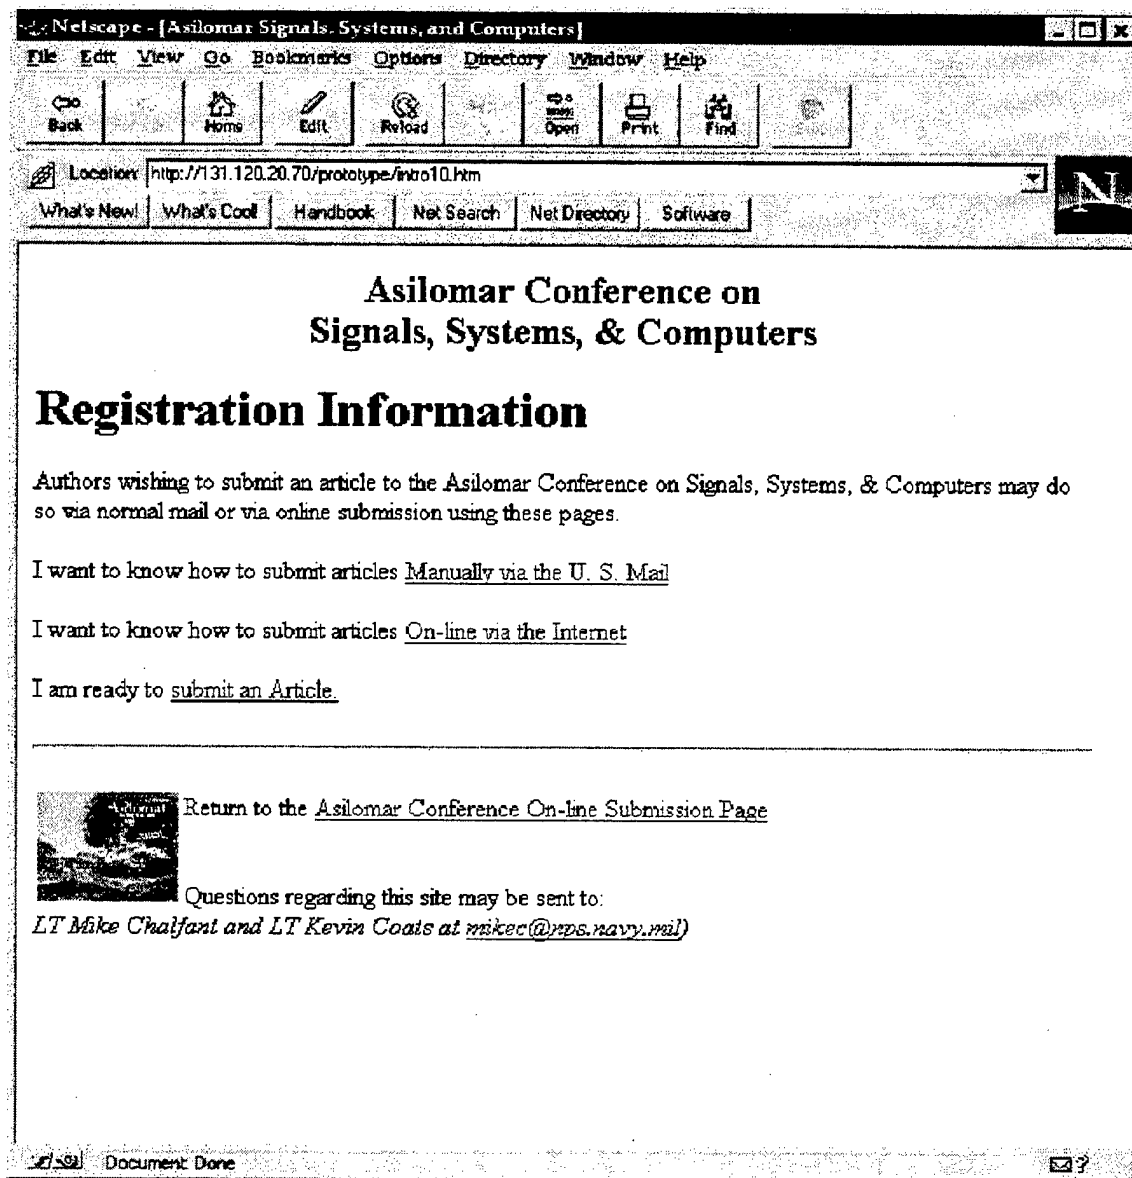 Netscape - [Asilomar Signals, Systems, and Computers]
File Edit View Go Bookmarks Options Directory Window Help
Back Home Edit Reload Open Print Find
Location: http://131.120.20.70/prototype/intro10.htm
N
What's New! What's Cool! Handbook Net Search Net Directory Software
Asilomar Conference on
Signals, Systems, & Computers
Registration Information
Authors wishing to submit an article to the Asilomar Conference on Signals, Systems, & Computers may do
so via normal mail or via online submission using these pages.
I want to know how to submit articles Manually via the U. S. Mail
I want to know how to submit articles On-line via the Internet
I am ready to submit an Article.
Return to the Asilomar Conference On-line Submission Page
Questions regarding this site may be sent to:
LT Mike Chalfant and LT Kevin Coats at mikec@nps.navy.mil)
Document: Done